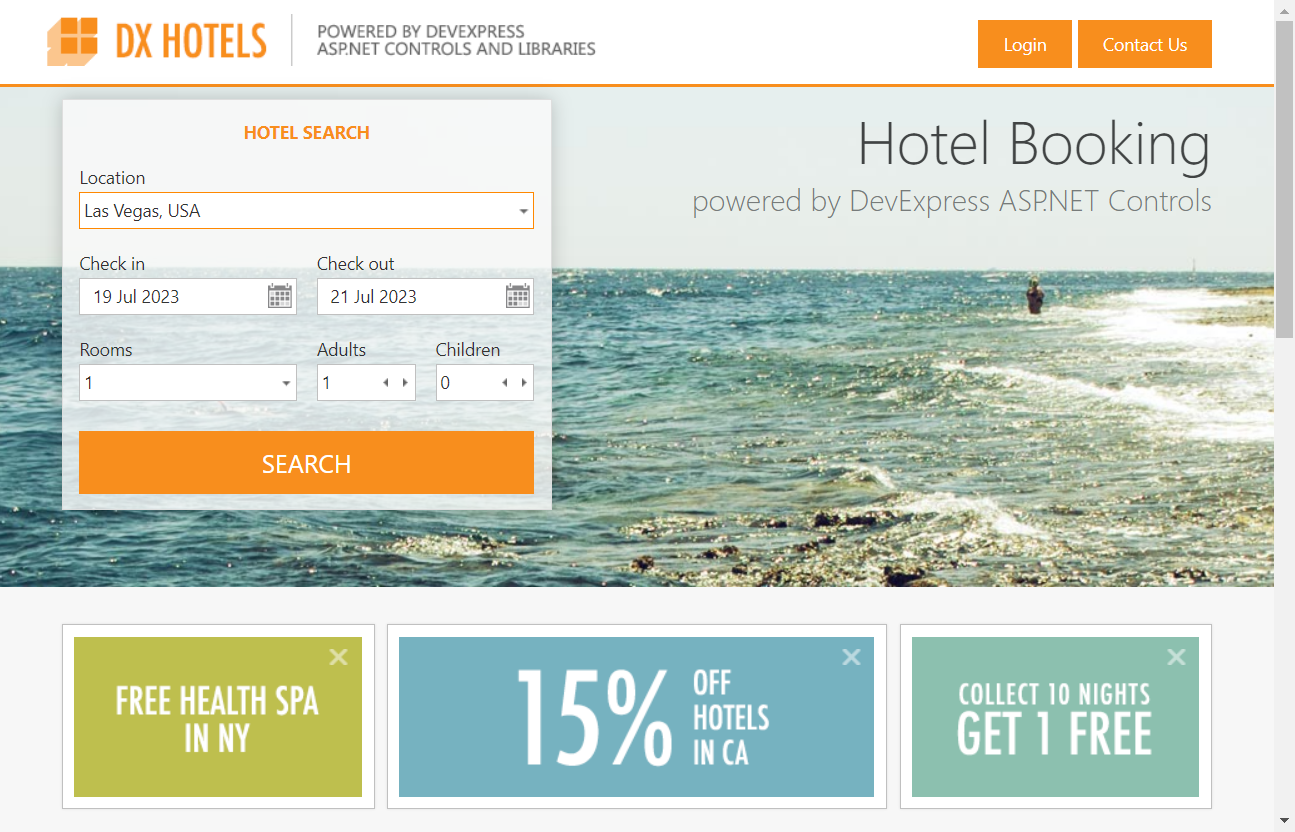 DX HOTELS
POWERED BY DEVEXPRESS
ASP.NET CONTROLS AND LIBRARIES
Login
Contact Us
HOTEL SEARCH
Location
Las Vegas, USA
Check in
Check out
19 Jul 2023
21 Jul 2023
Rooms
Adults
Children
1
1
0
SEARCH
Hotel Booking
powered by DevExpress ASP.NET Controls
FREE HEALTH SPA
IN NY
15%
OFF
HOTELS
IN CA
COLLECT 10 NIGHTS
GET 1 FREE